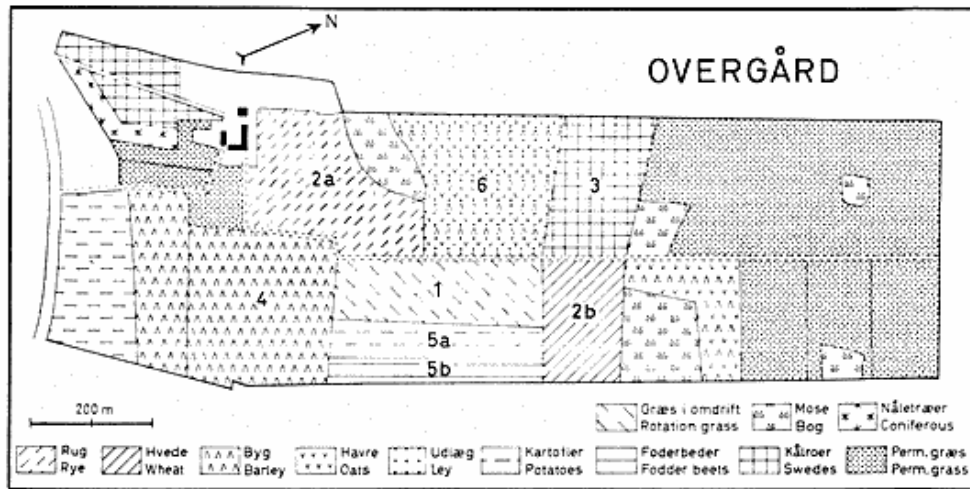 N
OVERGÅRD
2a
6
3
4
1
2b
5a
5b
200 m
Græs i omdrift
Rotation grass
Mose
Bog
Nåletræer
Coniferous
Rug
Rye
Hvede
Wheat
Byg
Barley
Havre
Oats
Udlæg
Ley
Kartofler
Potatoes
Foderbeder
Fodder beets
Kålroer
Swedes
Perm. græs
Perm. grass